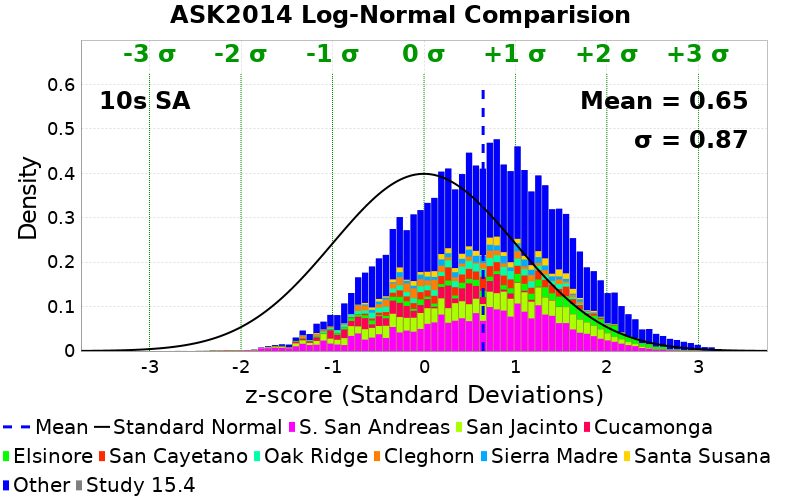 ASK2014 Log-Normal Comparision
-3 σ -2 σ -1 σ 0 σ +1 σ +2 σ +3 σ
10s SA
Mean = 0.65
σ = 0.87
Density
0.6
0.5
0.4
0.3
0.2
0.1
0
-3 -2 -1 0 1 2 3
z-score (Standard Deviations)
Mean Standard Normal S. San Andreas San Jacinto Cucamonga
Elsinore San Cayetano Oak Ridge Cleghorn Sierra Madre Santa Susana
Other Study 15.4